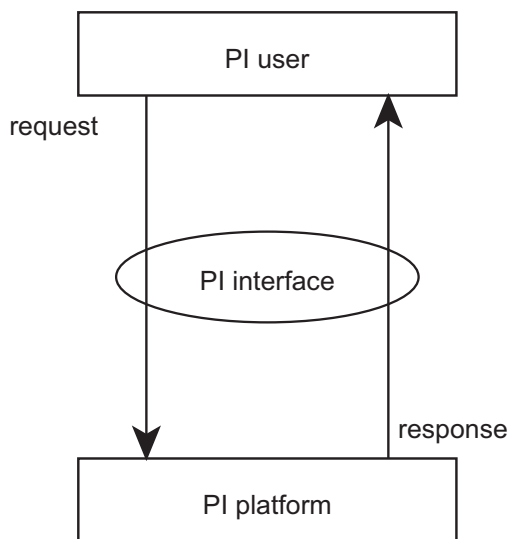 PI user
request
PI interface
response
PI platform